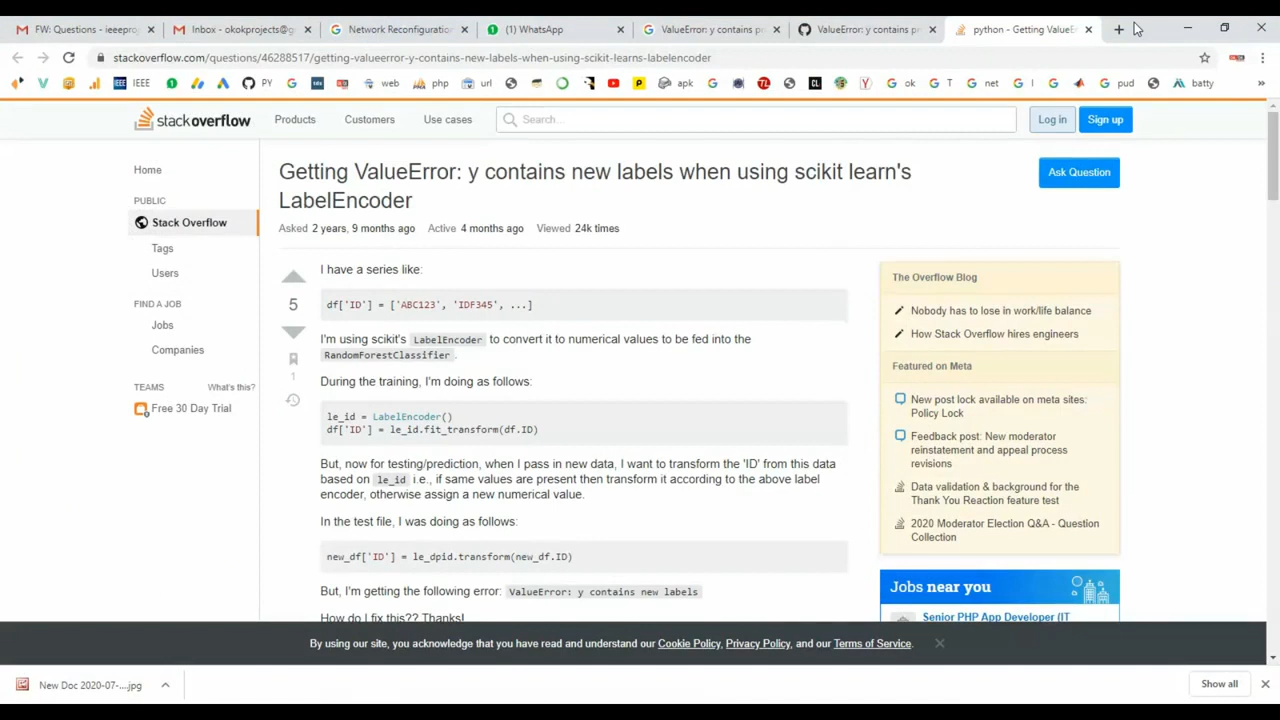 FW: Questions - ieeeproj
Inbox - okokprojects@g
Network Reconfiguration
(1) WhatsApp
ValueError: y contains p
ValueError: y contains p
python - Getting ValueE
stackoverflow.com/questions/46288517/getting-valueerror-y-contains-new-labels-when-using-scikit-learns-labelencoder
IEEE
PY
web
php
url
apk
ok
T
net
I
pud
batty
stackoverflow
Products
Customers
Use cases
Search...
Log in
Sign up
Home
PUBLIC
Stack Overflow
Tags
Users
FIND A JOB
Jobs
Companies
TEAMS What's this?
Free 30 Day Trial
Getting ValueError: y contains new labels when using scikit learn's
LabelEncoder
Ask Question
Asked 2 years, 9 months ago Active 4 months ago Viewed 24k times
5
1
I have a series like:
df['ID'] = ['ABC123', 'IDF345', ...]
I'm using scikit's LabelEncoder to convert it to numerical values to be fed into the
RandomForestClassifier.
During the training, I'm doing as follows:
le_id = LabelEncoder()
df['ID'] = le_id.fit_transform(df.ID)
But, now for testing/prediction, when I pass in new data, I want to transform the 'ID' from this data
based on le_id i.e., if same values are present then transform it according to the above label
encoder, otherwise assign a new numerical value.
In the test file, I was doing as follows:
new_df['ID'] = le_dpid.transform(new_df.ID)
But, I'm getting the following error: ValueError: y contains new labels
How do I fix this?? Thanks!
The Overflow Blog
Nobody has to lose in work/life balance
How Stack Overflow hires engineers
Featured on Meta
New post lock available on meta sites:
Policy Lock
Feedback post: New moderator
reinstatement and appeal process
revisions
Data validation & background for the
Thank You Reaction feature test
2020 Moderator Election Q&A - Question
Collection
Jobs near you
Senior PHP App Developer (IT
By using our site, you acknowledge that you have read and understand our Cookie Policy, Privacy Policy, and our Terms of Service.
New Doc 2020-07-....jpg
Show all